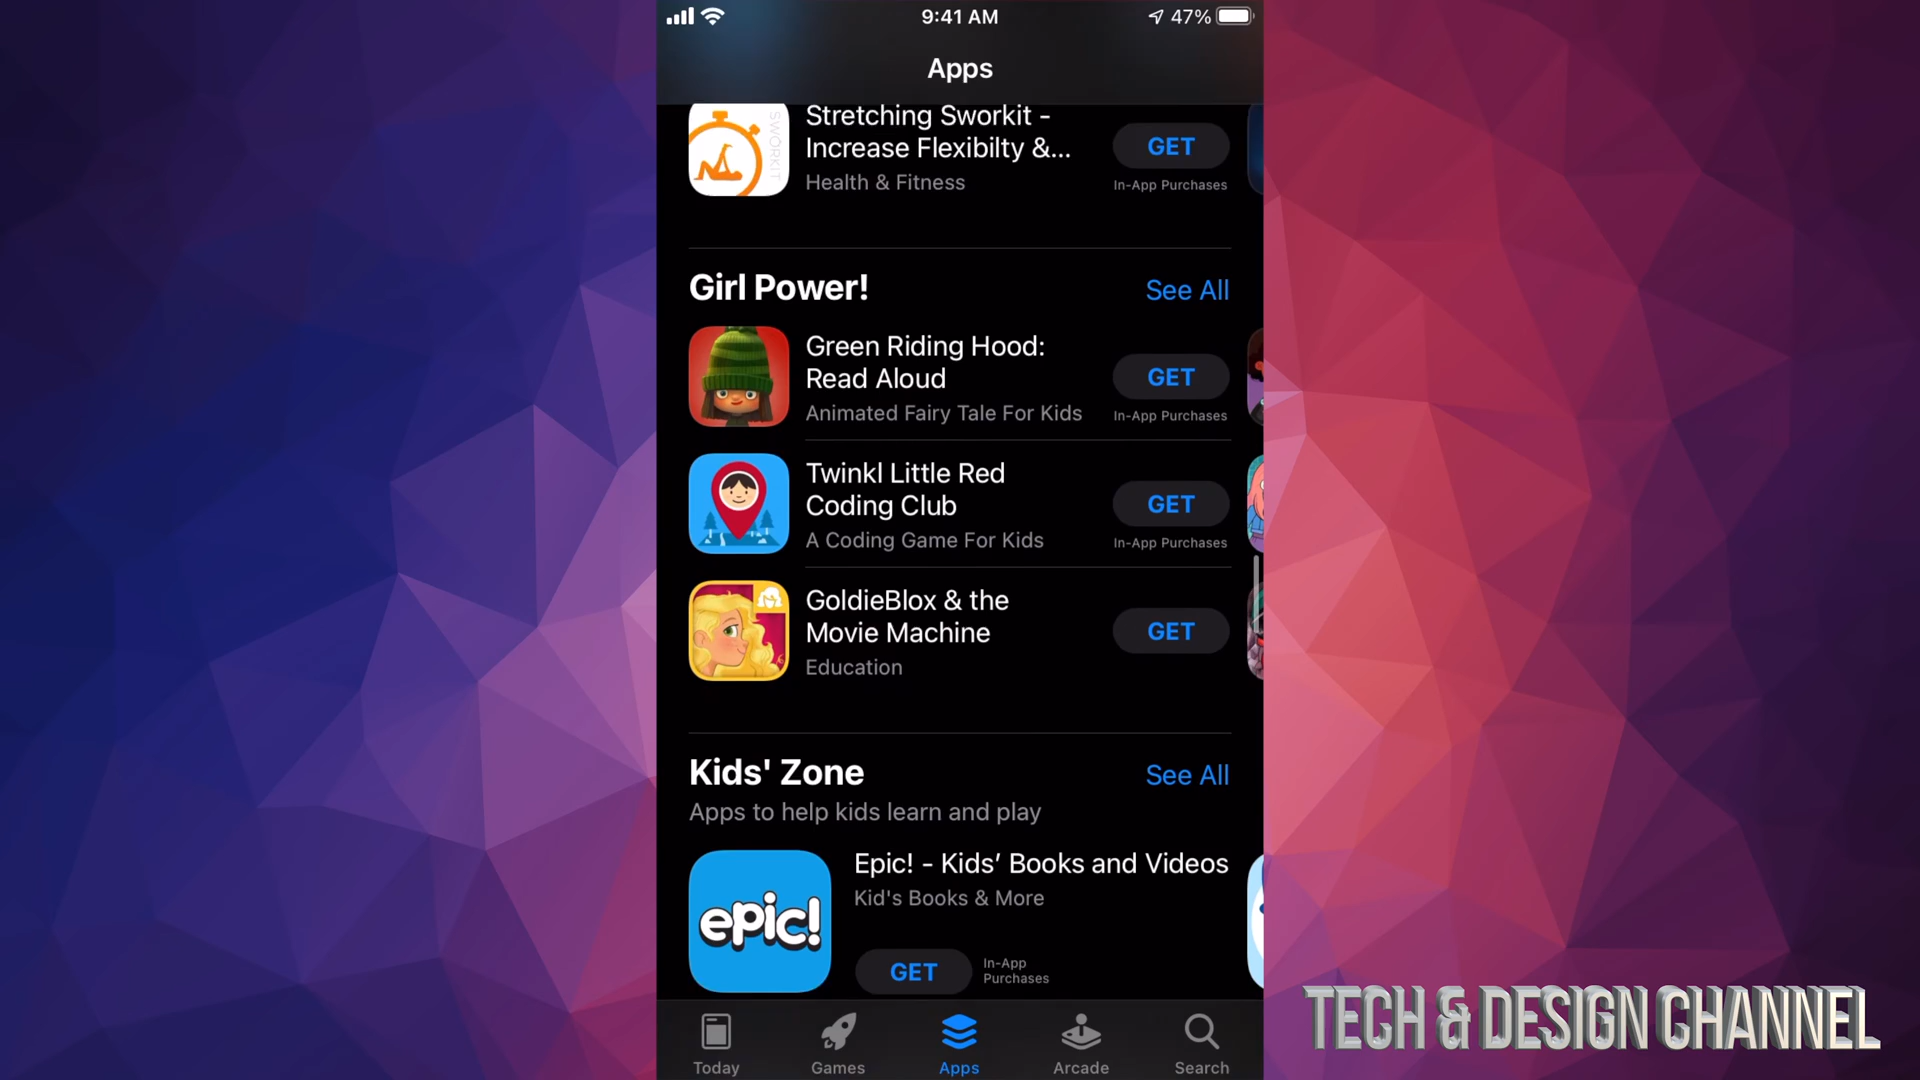 9:41 AM
47%
Apps
Stretching Sworkit -
Increase Flexibilty &...
Health & Fitness
GET
In-App Purchases
SWORKIT
Girl Power!
See All
Green Riding Hood:
Read Aloud
Animated Fairy Tale For Kids
GET
In-App Purchases
Twinkl Little Red
Coding Club
A Coding Game For Kids
GET
In-App Purchases
GoldieBlox & the
Movie Machine
Education
GET
Kids' Zone
See All
Apps to help kids learn and play
epic!
Epic! - Kids’ Books and Videos
Kid's Books & More
GET
In-App
Purchases
Today
Games
Apps
Arcade
Search
TECH & DESIGN CHANNEL